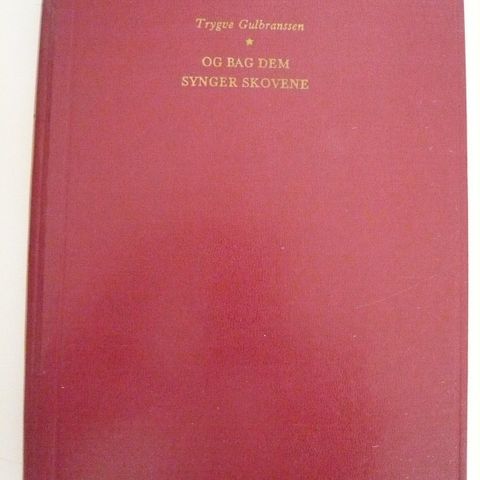 Trygve Gulbranssen
OG BAG DEM
SYNGER SKOVENE